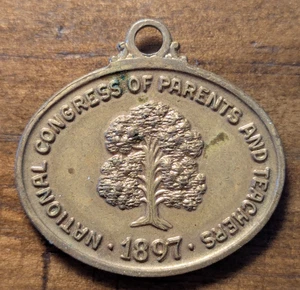 NATIONAL CONGRESS OF PARENTS AND TEACHERS
· 1897 ·